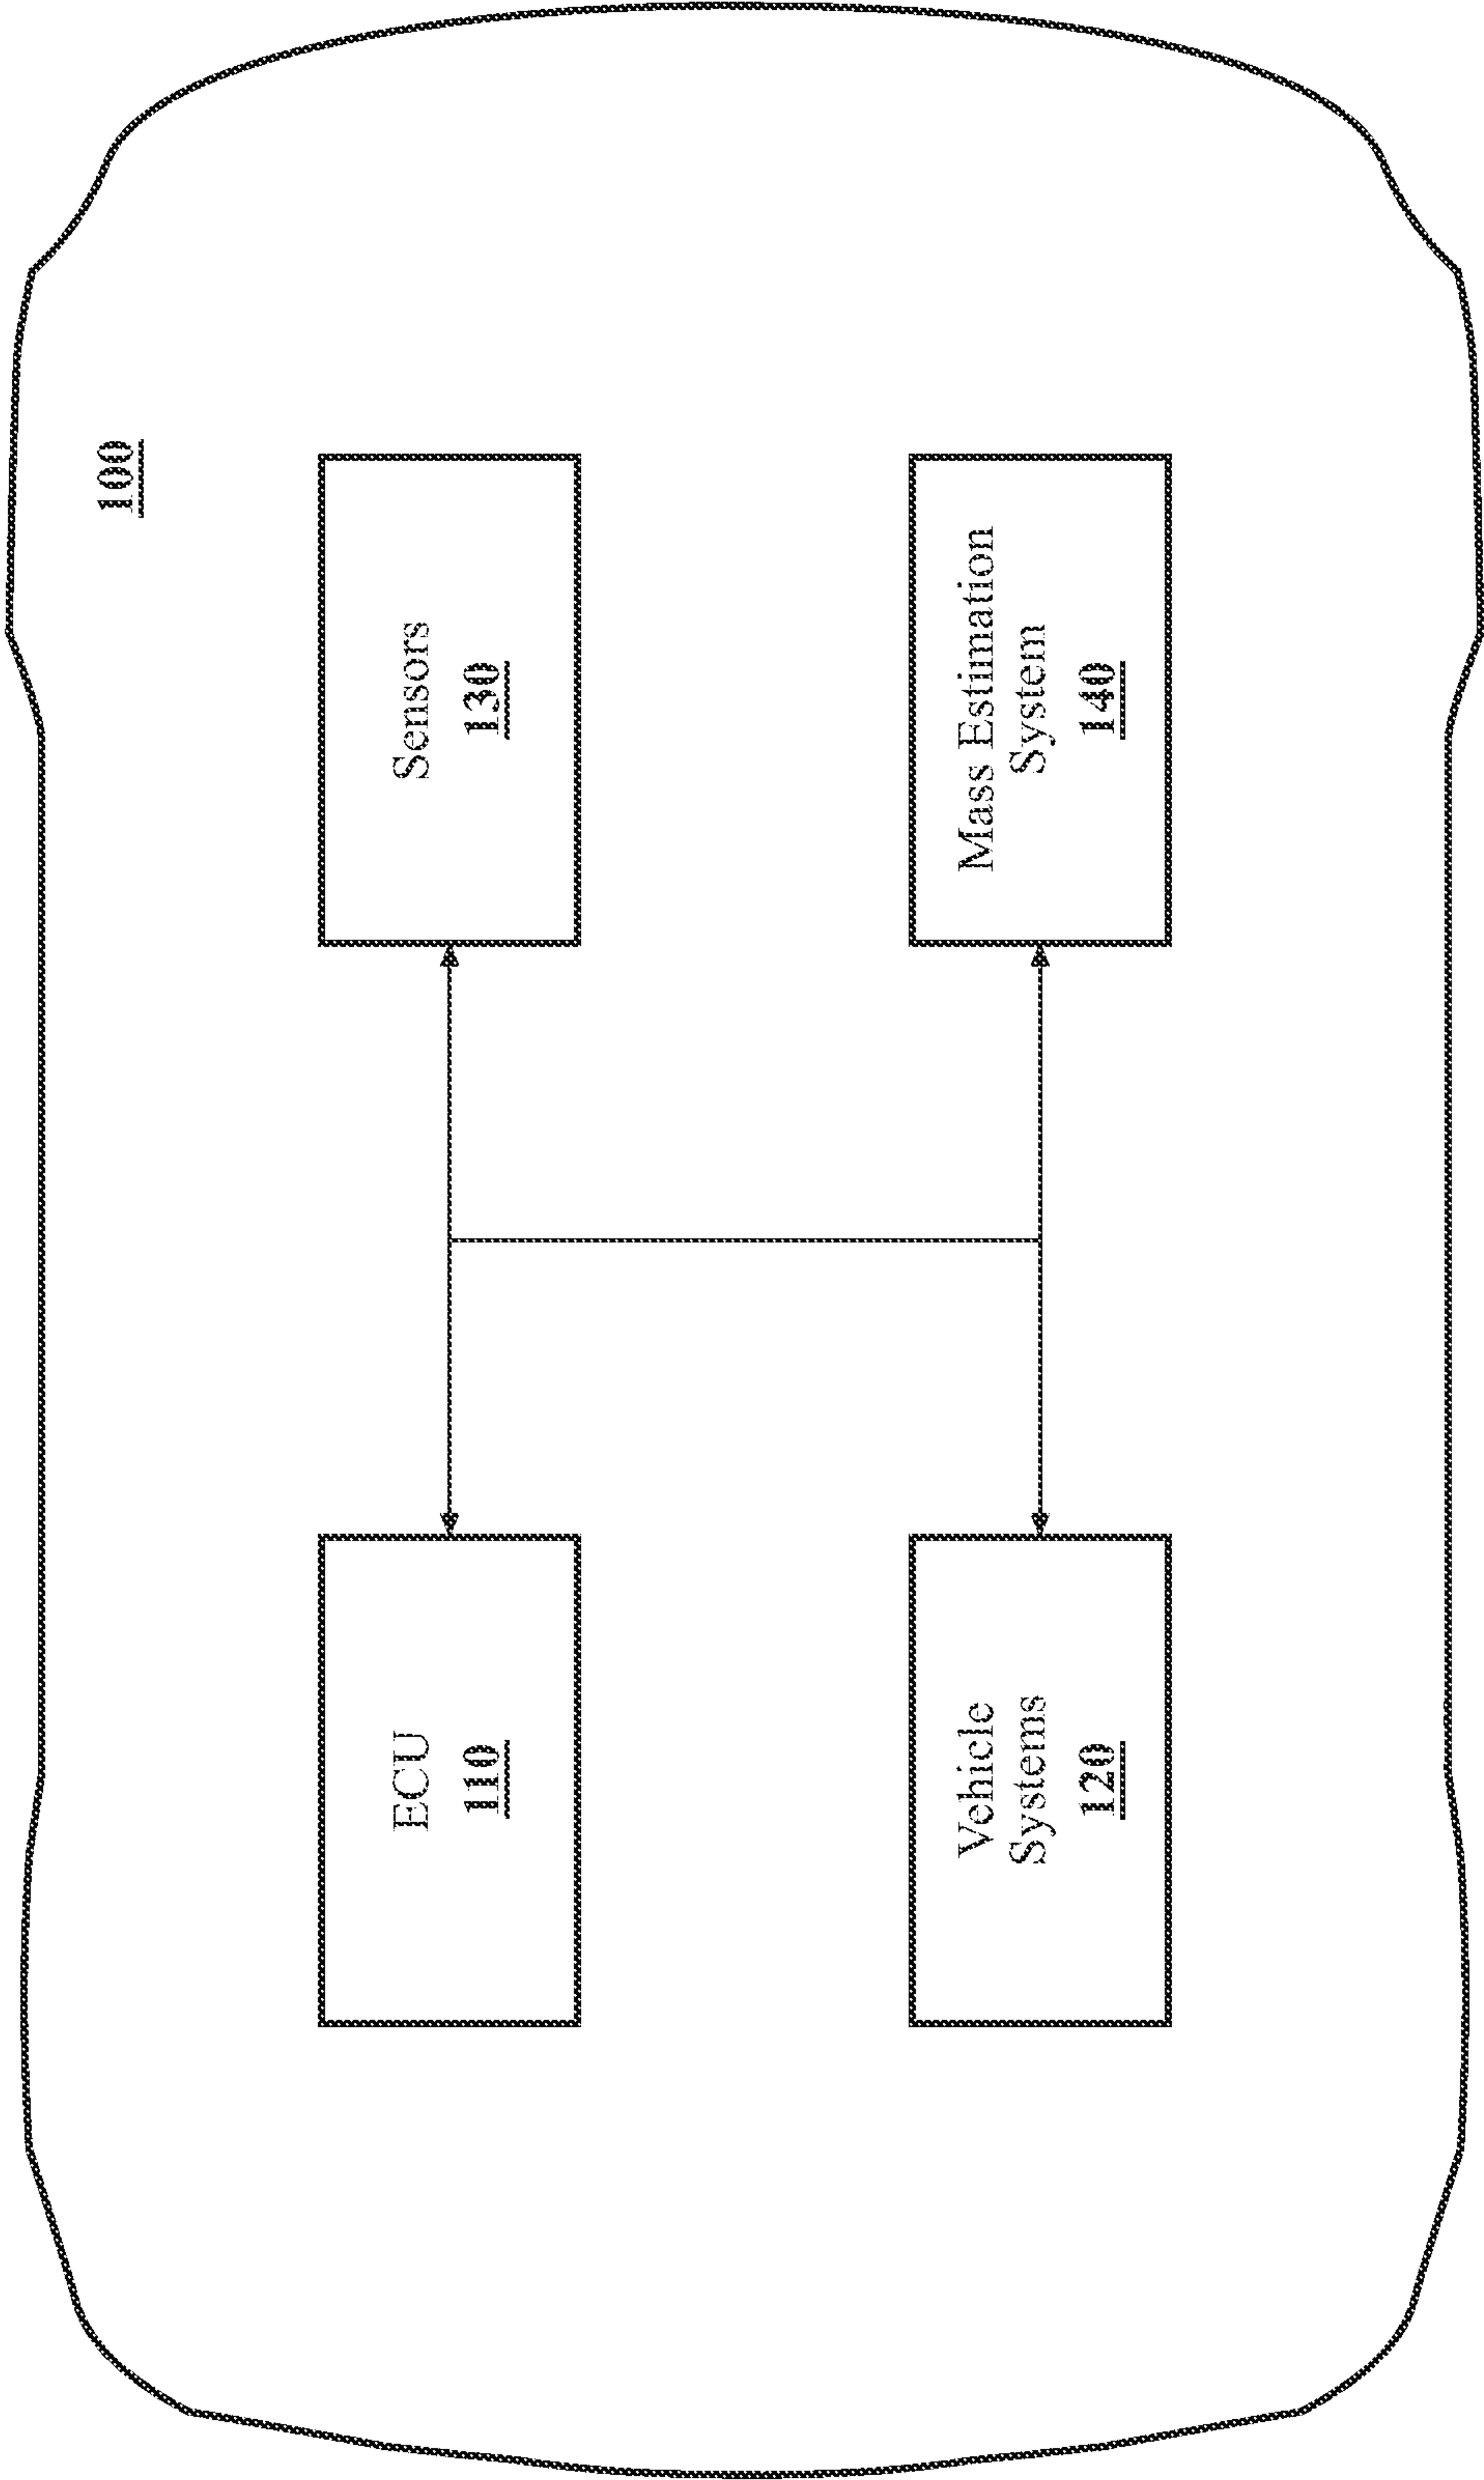 100
ECU
110
Sensors
130
Vehicle
Systems
120
Mass Estimation
System
140